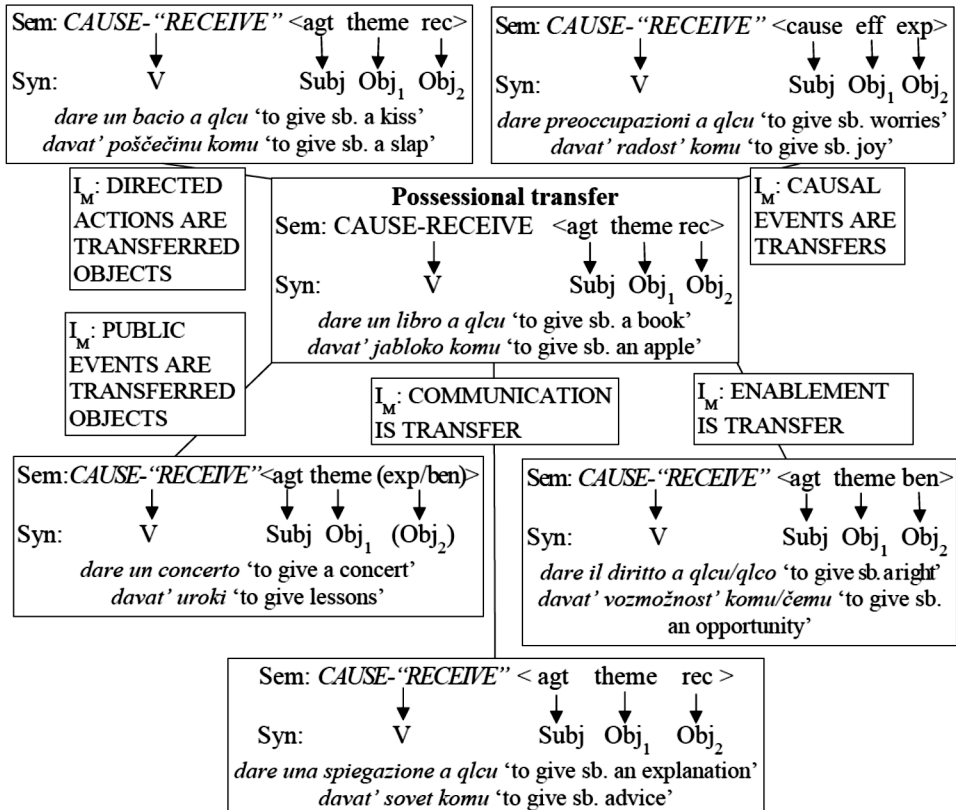 Sem: CAUSE-“RECEIVE” <agt theme rec>
Syn: V Subj Obj1 Obj2
dare un bacio a qlcu ‘to give sb. a kiss’
davat’ poščečinu komu ‘to give sb. a slap’
Sem: CAUSE-“RECEIVE” <cause eff exp>
Syn: V Subj Obj1 Obj2
dare preoccupazioni a qlcu ‘to give sb. worries’
davat’ radost’ komu ‘to give sb. joy’
IM: DIRECTED
ACTIONS ARE
TRANSFERRED
OBJECTS
Possessional transfer
Sem: CAUSE-RECEIVE <agt theme rec>
Syn: V Subj Obj1 Obj2
dare un libro a qlcu ‘to give sb. a book’
davat’ jabloko komu ‘to give sb. an apple’
IM: CAUSAL
EVENTS ARE
TRANSFERS
IM: PUBLIC
EVENTS ARE
TRANSFERRED
OBJECTS
IM: COMMUNICATION
IS TRANSFER
IM: ENABLEMENT
IS TRANSFER
Sem: CAUSE-“RECEIVE” <agt theme (exp/ben)>
Syn: V Subj Obj1 (Obj2)
dare un concerto ‘to give a concert’
davat’ uroki ‘to give lessons’
Sem: CAUSE-“RECEIVE” <agt theme ben>
Syn: V Subj Obj1 Obj2
dare il diritto a qlcu/qlco ‘to give sb. a right’
davat’ vozmožnost’ komu/čemu ‘to give sb.
an opportunity’
Sem: CAUSE-“RECEIVE” < agt theme rec >
Syn: V Subj Obj1 Obj2
dare una spiegazione a qlcu ‘to give sb. an explanation’
davat’ sovet komu ‘to give sb. advice’